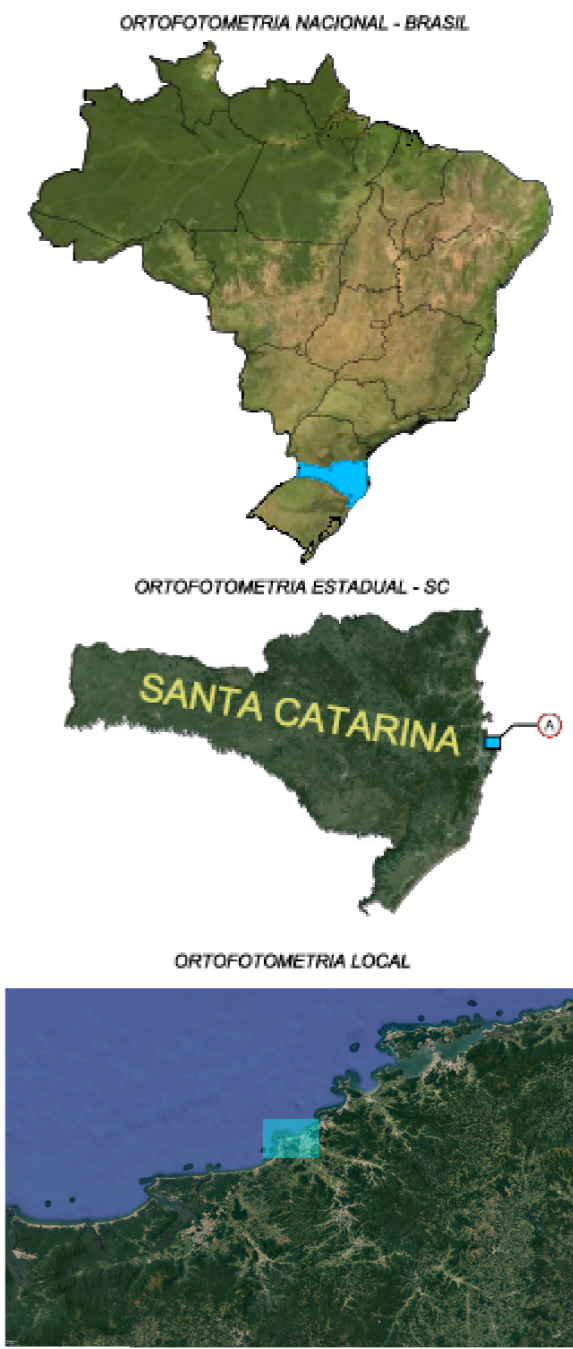 ORTOFOTOMETRIA NACIONAL - BRASIL
ORTOFOTOMETRIA ESTADUAL - SC
SANTA CATARINA
A
ORTOFOTOMETRIA LOCAL